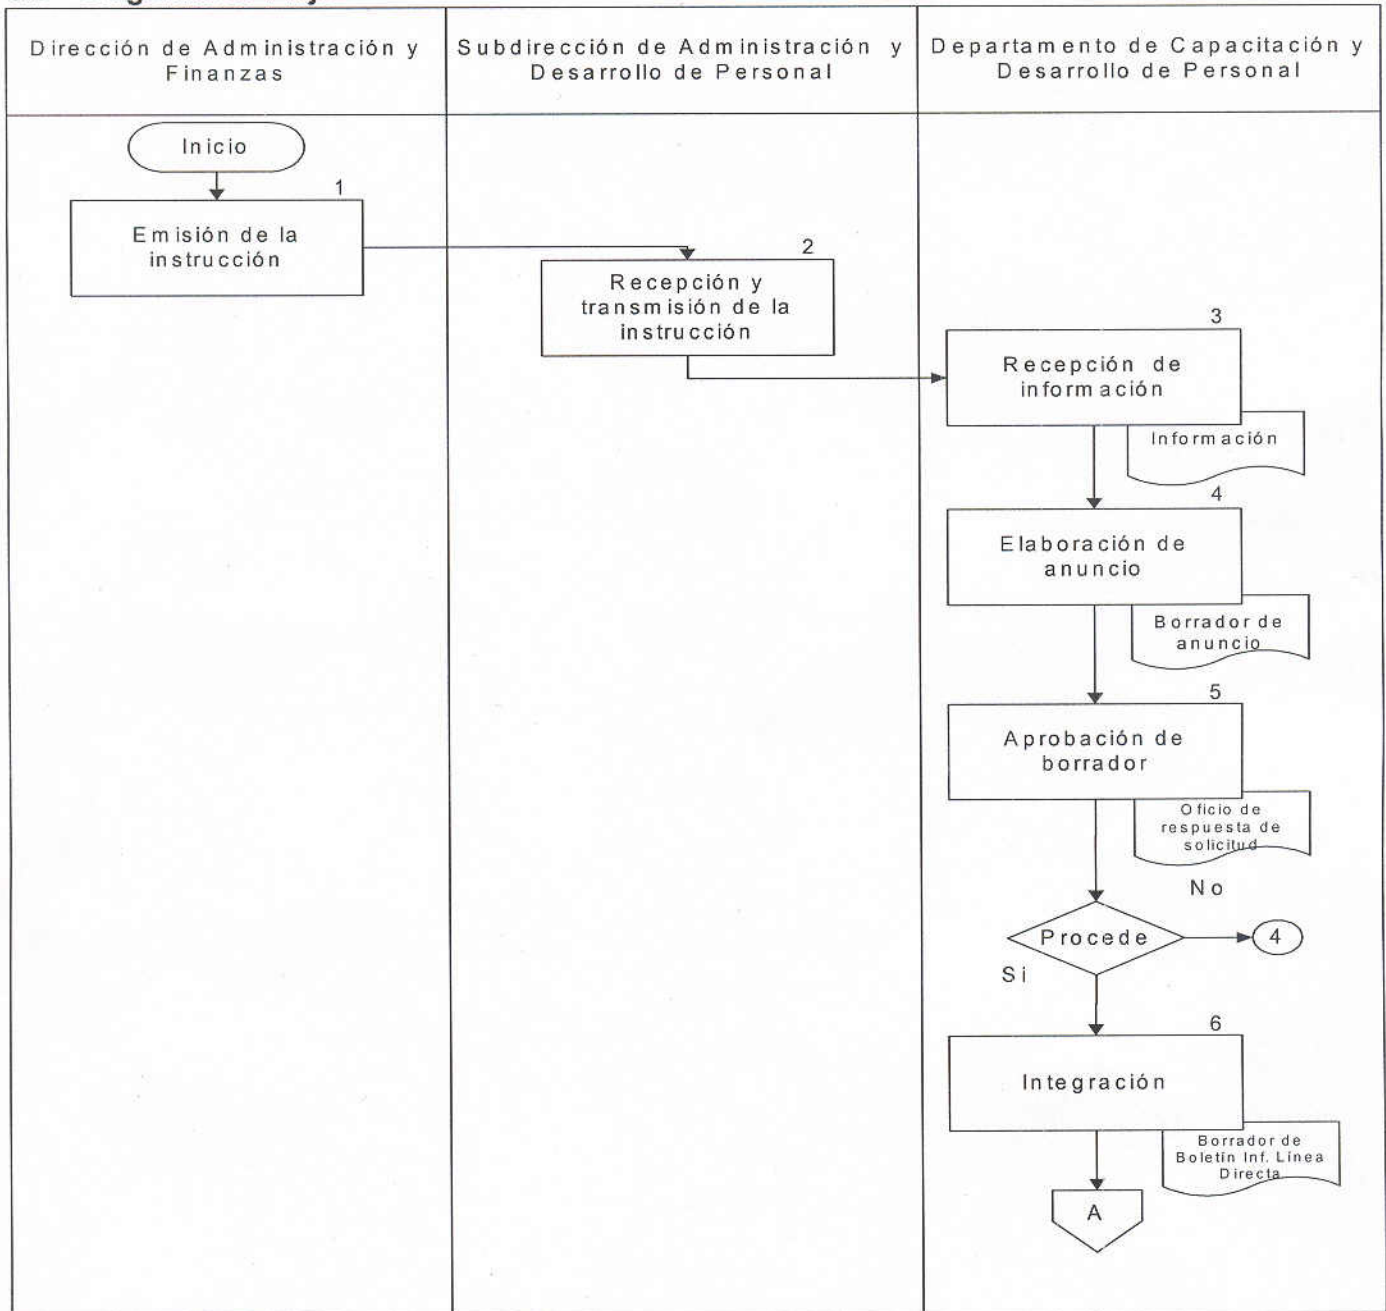 Dirección de Administración y
Finanzas
Subdirección de Administración y
Desarrollo de Personal
Departamento de Capacitación y
Desarrollo de Personal
Inicio
1
Emisión de la
instrucción
2
Recepción y
transmisión de la
instrucción
3
Recepción de
información
Información
4
Elaboración de
anuncio
Borrador de
anuncio
5
Aprobación de
borrador
Oficio de
respuesta de
solicitud
No
Procede
4
Si
6
Integración
Borrador de
Boletín Inf. Línea
Directa
A